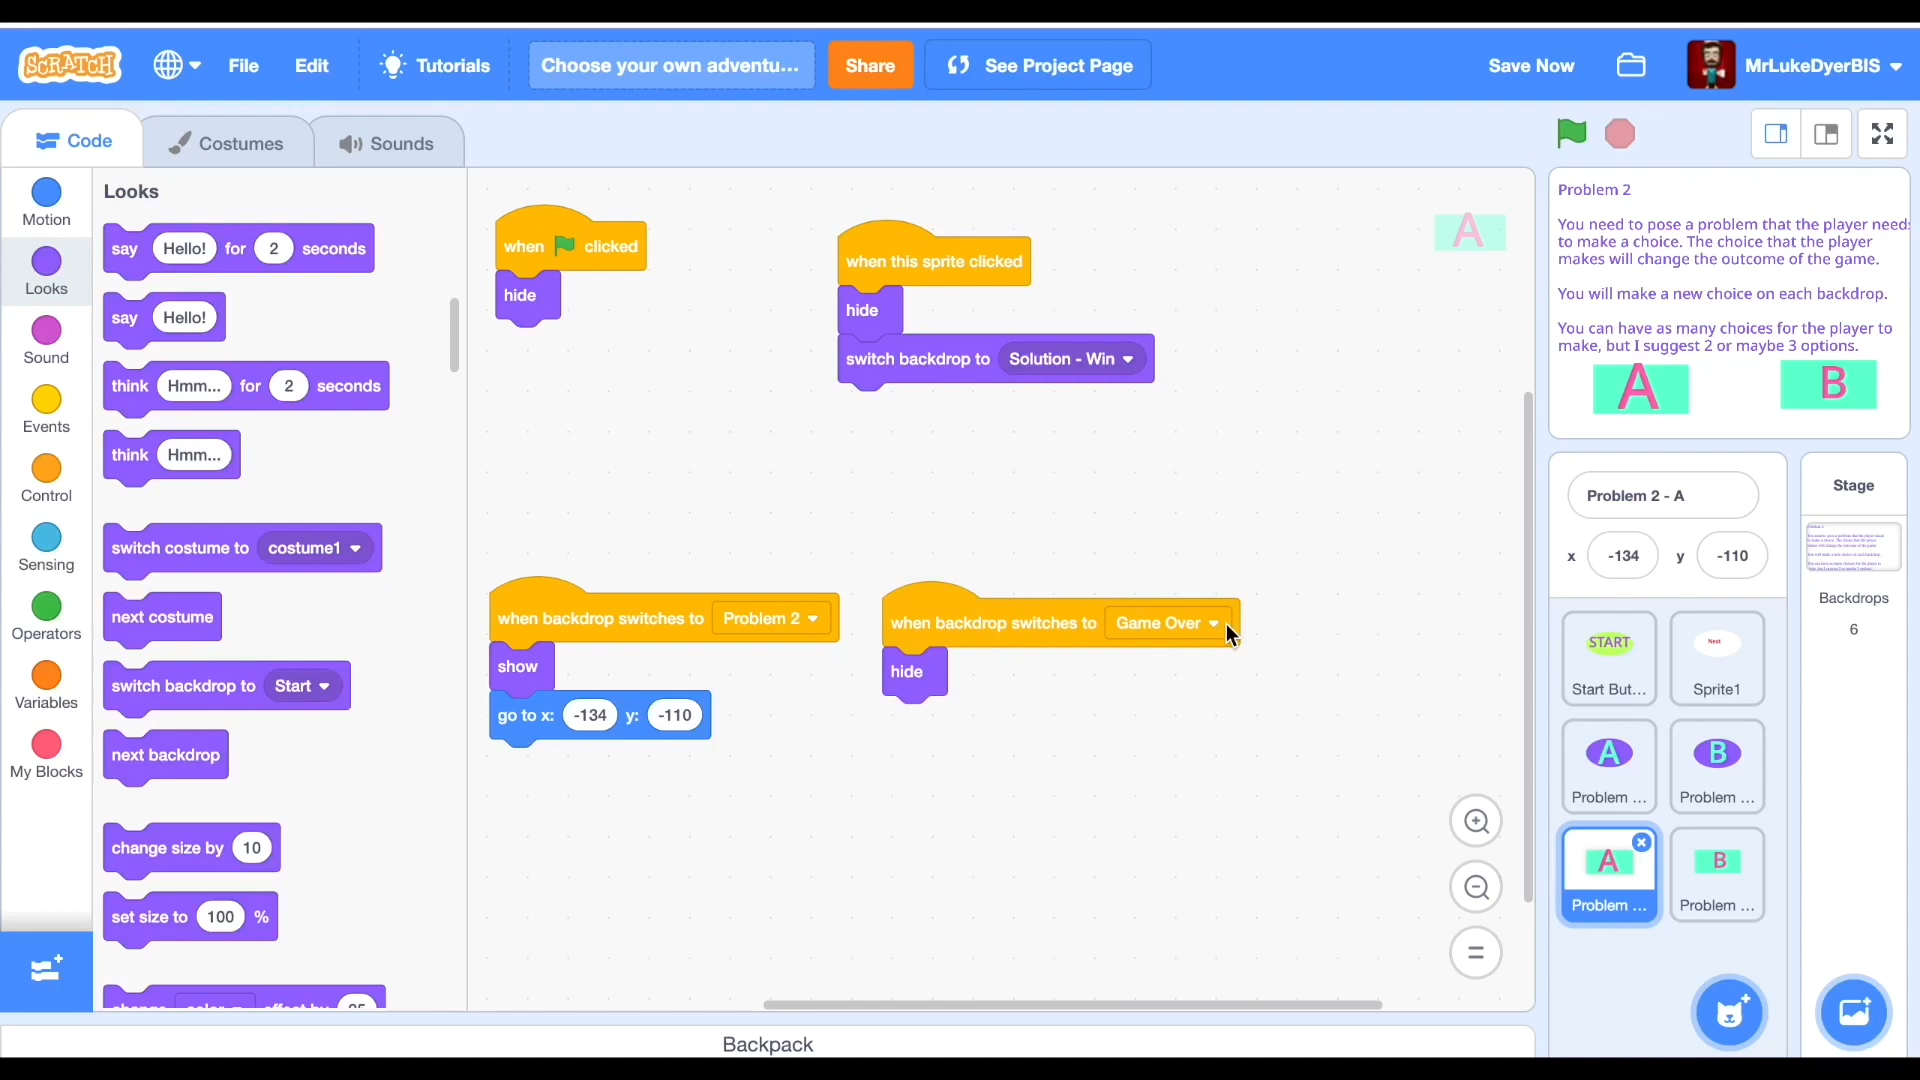 SCRATCH
File
Edit
Tutorials
Choose your own adventu...
Share
See Project Page
Save Now
MrLukeDyerBIS
Code
Costumes
Sounds
Motion
Looks
Sound
Events
Control
Sensing
Operators
Variables
My Blocks
Looks
say Hello! for 2 seconds
say Hello!
think Hmm... for 2 seconds
think Hmm...
switch costume to costume1
next costume
switch backdrop to Start
next backdrop
change size by 10
set size to 100 %
change color effect by 25
when clicked
hide
when this sprite clicked
hide
switch backdrop to Solution - Win
when backdrop switches to Problem 2
show
go to x: -134 y: -110
when backdrop switches to Game Over
hide
A
Problem 2
You need to pose a problem that the player needs
to make a choice. The choice that the player
makes will change the outcome of the game.
You will make a new choice on each backdrop.
You can have as many choices for the player to
make, but I suggest 2 or maybe 3 options.
A B
Problem 2 - A
x -134 y -110
START
Start But...
Next
Sprite1
A
Problem ...
B
Problem ...
A
Problem ...
B
Problem ...
Stage
Backdrops
6
Backpack